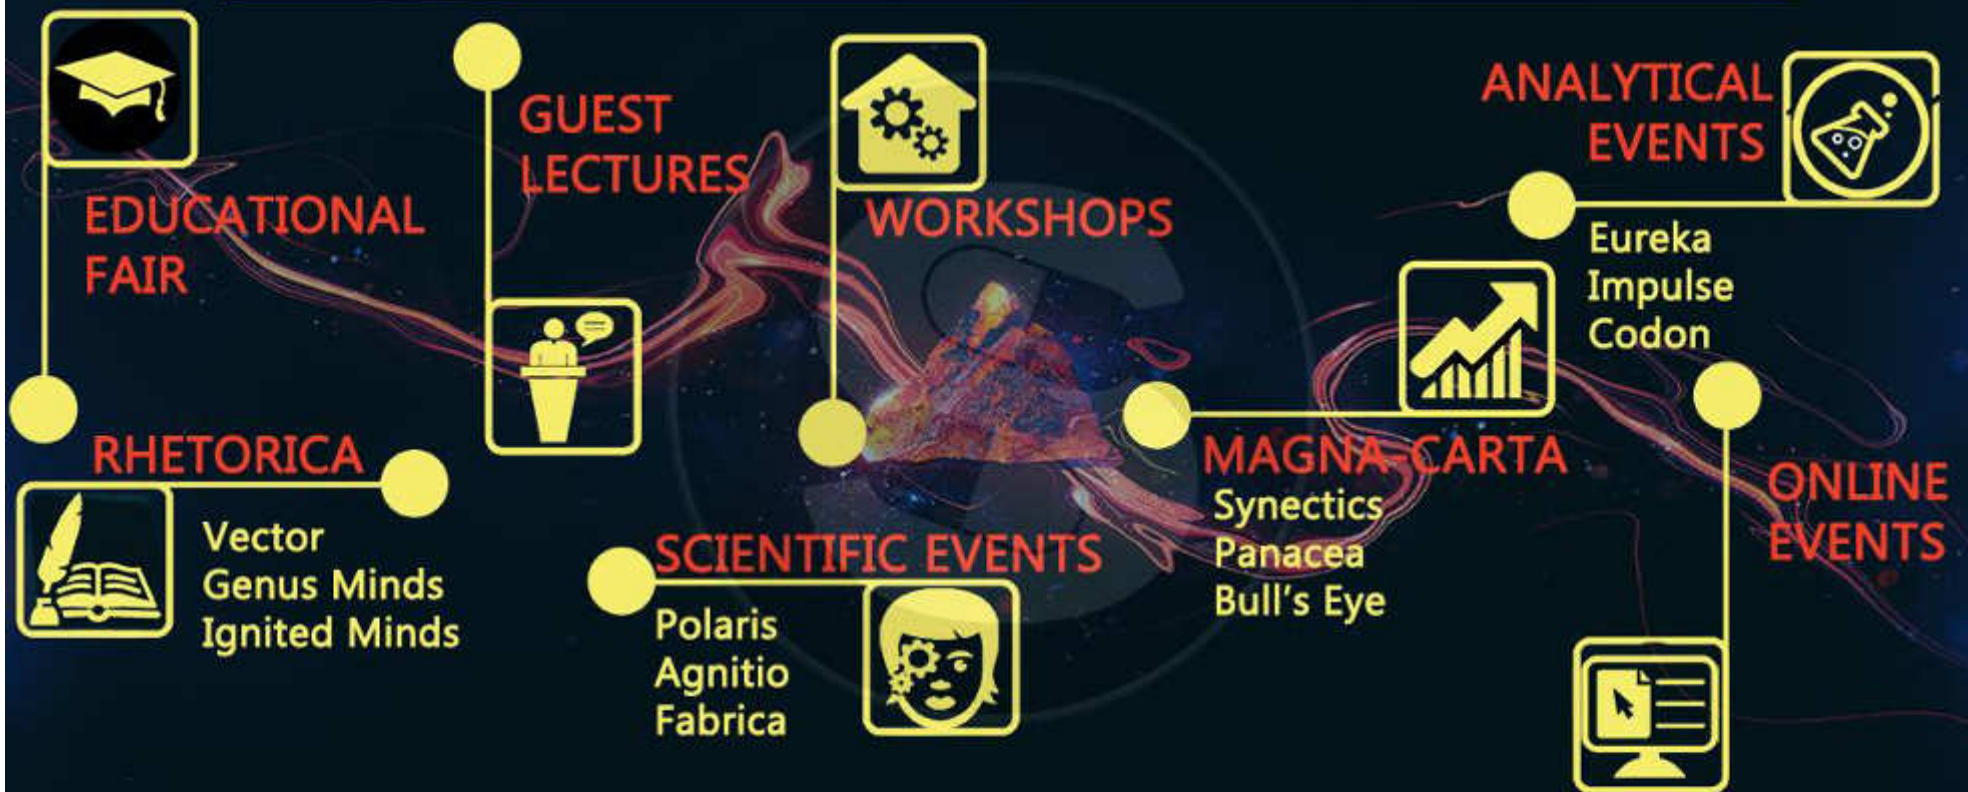 EDUCATIONAL
FAIR
GUEST
LECTURES
WORKSHOPS
ANALYTICAL
EVENTS
Eureka
Impulse
Codon
RHETORICA
Vector
Genus Minds
Ignited Minds
SCIENTIFIC EVENTS
Polaris
Agnitio
Fabrica
MAGNA-CARTA
Synectics
Panacea
Bull's Eye
ONLINE
EVENTS